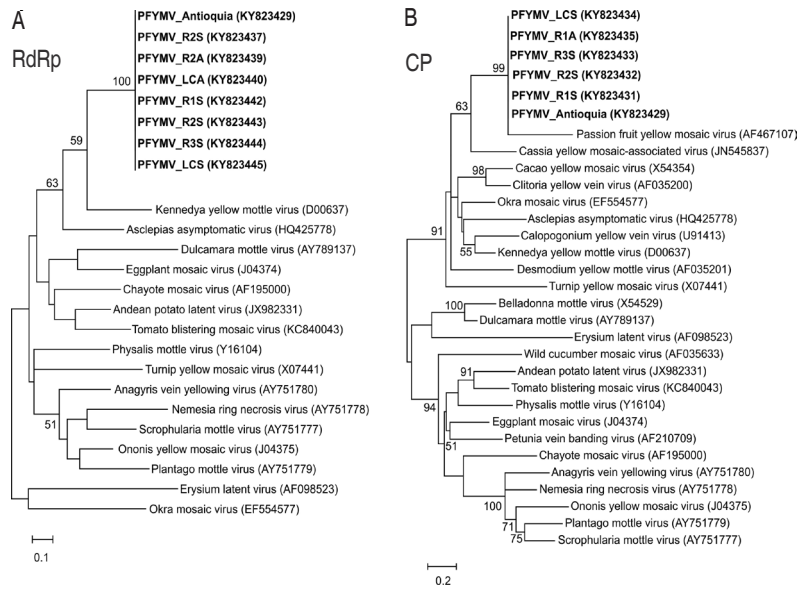 A
RdRp
PFYMV_Antioquia (KY823429)
PFYMV_R2S (KY823437)
PFYMV_R2A (KY823439)
100
PFYMV_LCA (KY823440)
PFYMV_R1S (KY823442)
PFYMV_R2S (KY823443)
59
PFYMV_R3S (KY823444)
PFYMV_LCS (KY823445)
63
Kennedya yellow mottle virus (D00637)
Asclepias asymptomatic virus (HQ425778)
Dulcamara mottle virus (AY789137)
Eggplant mosaic virus (J04374)
Chayote mosaic virus (AF195000)
Andean potato latent virus (JX982331)
Tomato blistering mosaic virus (KC840043)
Physalis mottle virus (Y16104)
Turnip yellow mosaic virus (X07441)
Anagyris vein yellowing virus (AY751780)
Nemesia ring necrosis virus (AY751778)
51
Scrophularia mottle virus (AY751777)
Ononis yellow mosaic virus (J04375)
Plantago mottle virus (AY751779)
Erysium latent virus (AF098523)
Okra mosaic virus (EF554577)
0.1
B
CP
PFYMV_LCS (KY823434)
PFYMV_R1A (KY823435)
PFYMV_R3S (KY823433)
99
PFYMV_R2S (KY823432)
PFYMV_R1S (KY823431)
63
PFYMV_Antioquia (KY823429)
Passion fruit yellow mosaic virus (AF467107)
Cassia yellow mosaic-associated virus (JN545837)
98
Cacao yellow mosaic virus (X54354)
Clitoria yellow vein virus (AF035200)
Okra mosaic virus (EF554577)
Asclepias asymptomatic virus (HQ425778)
91
Calopogonium yellow vein virus (U91413)
55
Kennedya yellow mottle virus (D00637)
Desmodium yellow mottle virus (AF035201)
Turnip yellow mosaic virus (X07441)
100
Belladonna mottle virus (X54529)
Dulcamara mottle virus (AY789137)
Erysium latent virus (AF098523)
Wild cucumber mosaic virus (AF035633)
91
Andean potato latent virus (JX982331)
Tomato blistering mosaic virus (KC840043)
94
Physalis mottle virus (Y16104)
Eggplant mosaic virus (J04374)
51
Petunia vein banding virus (AF210709)
Chayote mosaic virus (AF195000)
Anagyris vein yellowing virus (AY751780)
Nemesia ring necrosis virus (AY751778)
100
Ononis yellow mosaic virus (J04375)
71
Plantago mottle virus (AY751779)
75
Scrophularia mottle virus (AY751777)
0.2